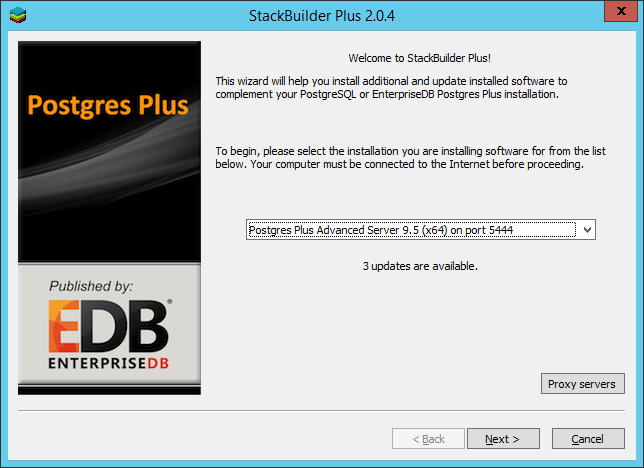 StackBuilder Plus 2.0.4
x
Postgres Plus
Welcome to StackBuilder Plus!
This wizard will help you install additional and update installed software to
complement your PostgreSQL or EnterpriseDB Postgres Plus installation.
To begin, please select the installation you are installing software for from the list
below. Your computer must be connected to the Internet before proceeding.
Postgres Plus Advanced Server 9.5 (x64) on port 5444
3 updates are available.
Published by:
EDB®
ENTERPRISEDB
Proxy servers
< Back
Next >
Cancel